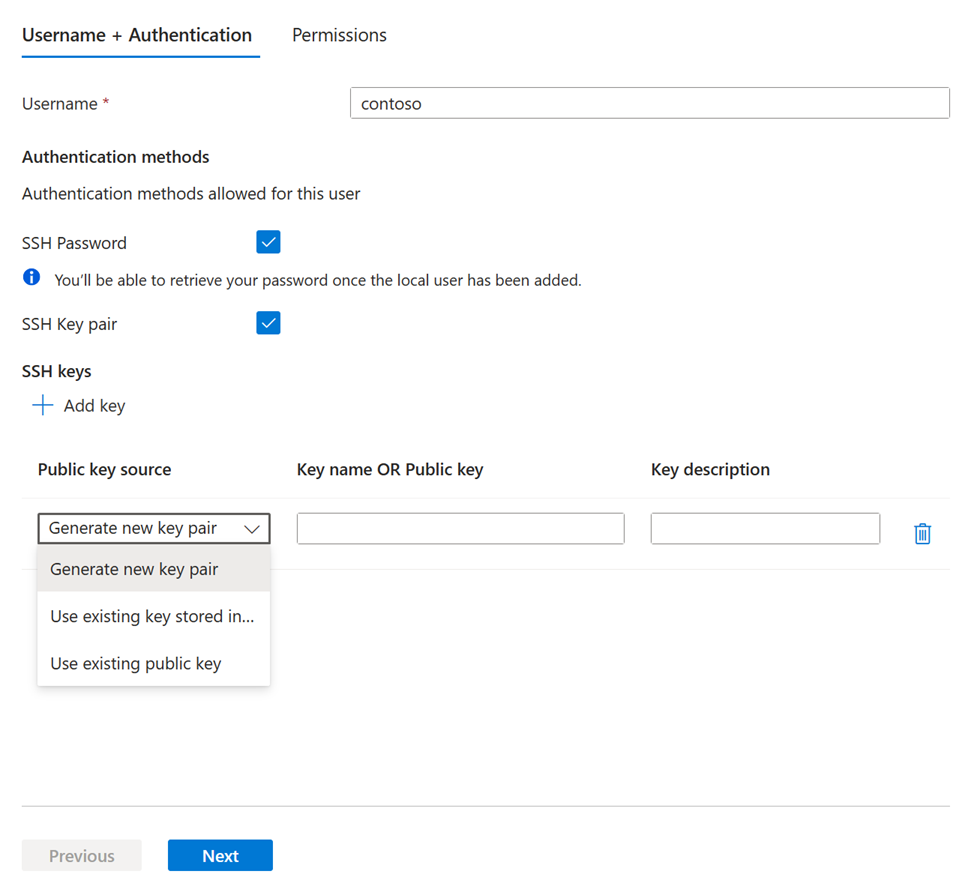 Username + Authentication Permissions
Username * contoso
Authentication methods
Authentication methods allowed for this user
SSH Password
You’ll be able to retrieve your password once the local user has been added.
SSH Key pair
SSH keys
Add key
Public key source Key name OR Public key Key description
Generate new key pair
Generate new key pair
Use existing key stored in...
Use existing public key
Previous Next